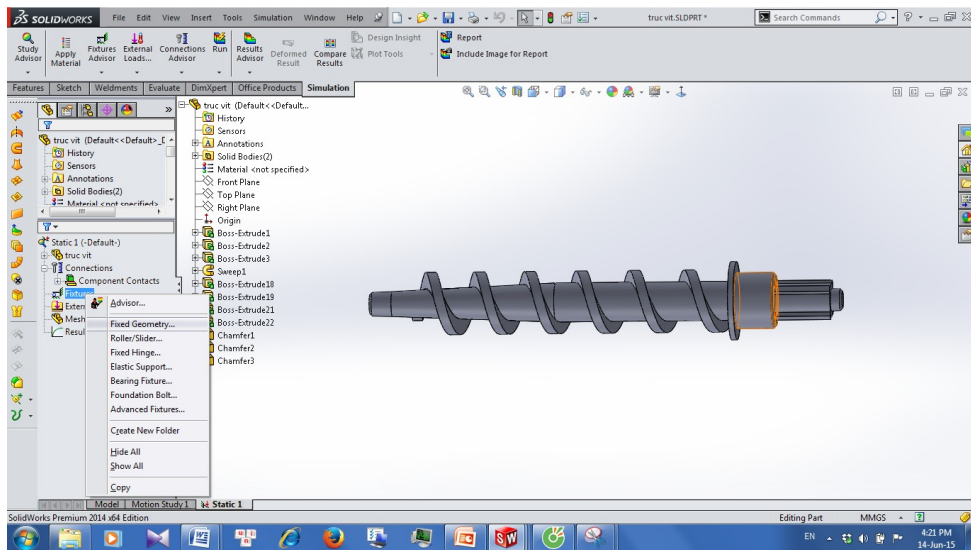 SOLIDWORKS File Edit View Insert Tools Simulation Window Help truc vit.SLDPRT * Search Commands
Study Advisor
Apply Material
Fixtures Advisor
External Loads...
Connections Advisor
Run
Results Advisor
Deformed Result
Compare Results
Design Insight
Plot Tools
Report
Include Image for Report
Features Sketch Weldments Evaluate DimXpert Office Products Simulation
truc vit (Default<<Default>_D
History
Sensors
Annotations
Solid Bodies(2)
Material <not specified>
Static 1 (-Default-)
truc vit
Connections
Component Contacts
Fixtures
Extern
Mesh
Resul
truc vit (Default<<Default...
History
Sensors
Annotations
Solid Bodies(2)
Material <not specified>
Front Plane
Top Plane
Right Plane
Origin
Boss-Extrude1
Boss-Extrude2
Boss-Extrude3
Sweep1
Boss-Extrude18
Boss-Extrude19
Boss-Extrude21
Boss-Extrude22
Chamfer1
Chamfer2
Chamfer3
Advisor...
Fixed Geometry...
Roller/Slider...
Fixed Hinge...
Elastic Support...
Bearing Fixture...
Foundation Bolt...
Advanced Fixtures...
Create New Folder
Hide All
Show All
Copy
Model Motion Study 1 Static 1
SolidWorks Premium 2014 x64 Edition Editing Part MMGS
EN 4:21 PM
14-Jun-15